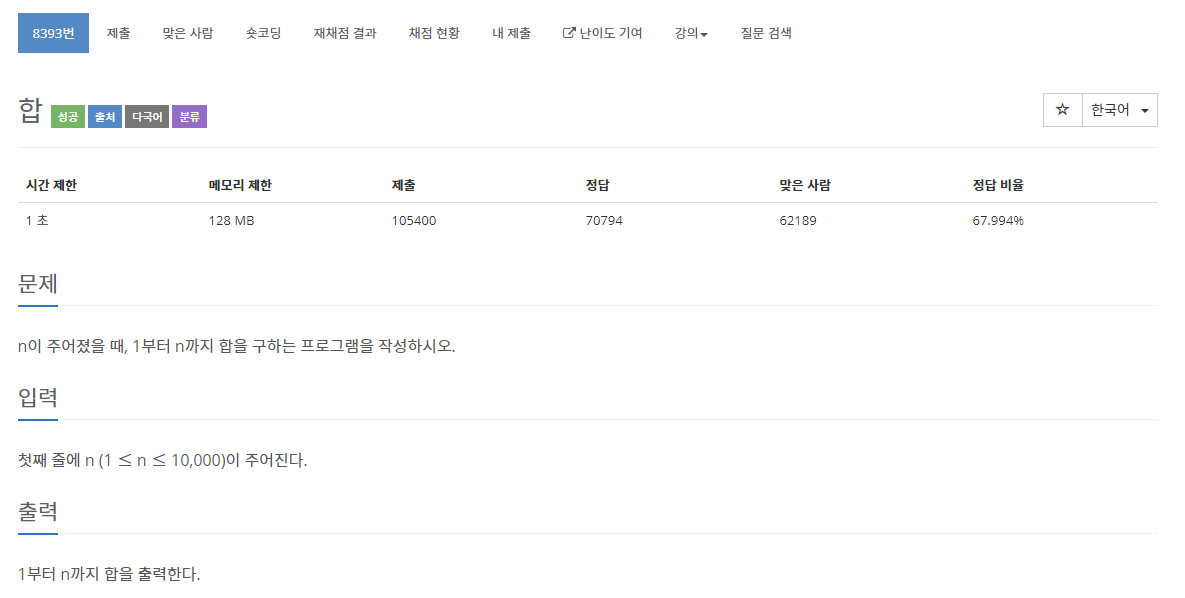 8393번 제출 맞은 사람 숏코딩 재채점 결과 채점 현황 내 제출 난이도 기여 강의 질문 검색
합 성공 출처 다국어 분류 ☆ 한국어
시간 제한 메모리 제한 제출 정답 맞은 사람 정답 비율
1 초 128 MB 105400 70794 62189 67.994%
문제
n이 주어졌을 때, 1부터 n까지 합을 구하는 프로그램을 작성하시오.
입력
첫째 줄에 n (1 ≤ n ≤ 10,000)이 주어진다.
출력
1부터 n까지 합을 출력한다.